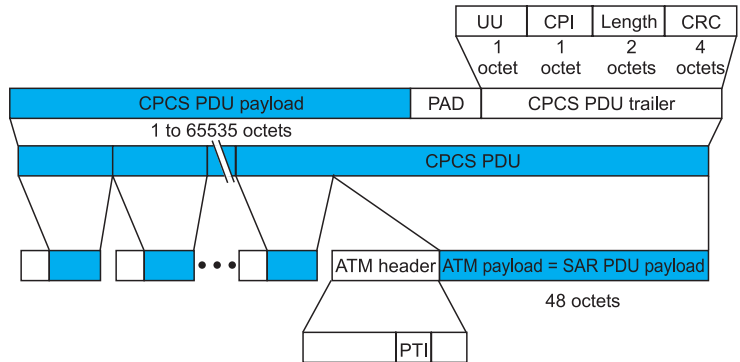 UU CPI Length CRC
1 1 2 4
octet octet octets octets
CPCS PDU payload PAD CPCS PDU trailer
1 to 65535 octets
CPCS PDU
ATM header ATM payload = SAR PDU payload
48 octets
PTI